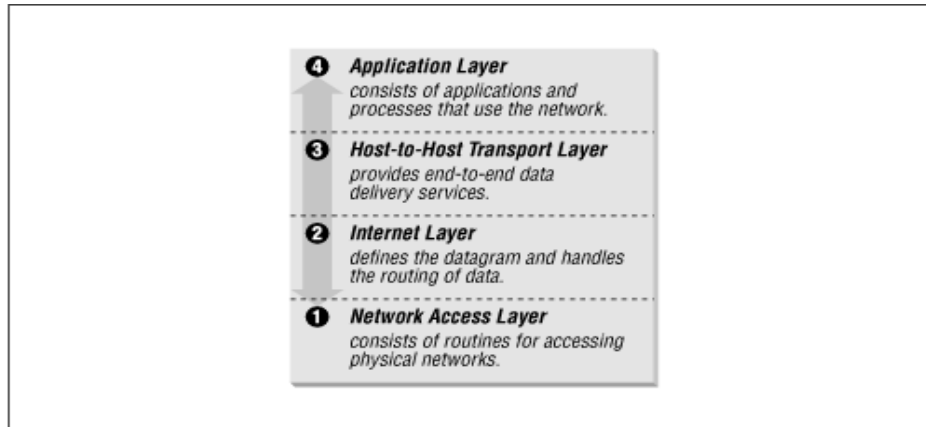 4 Application Layer
consists of applications and
processes that use the network.
3 Host-to-Host Transport Layer
provides end-to-end data
delivery services.
2 Internet Layer
defines the datagram and handles
the routing of data.
1 Network Access Layer
consists of routines for accessing
physical networks.